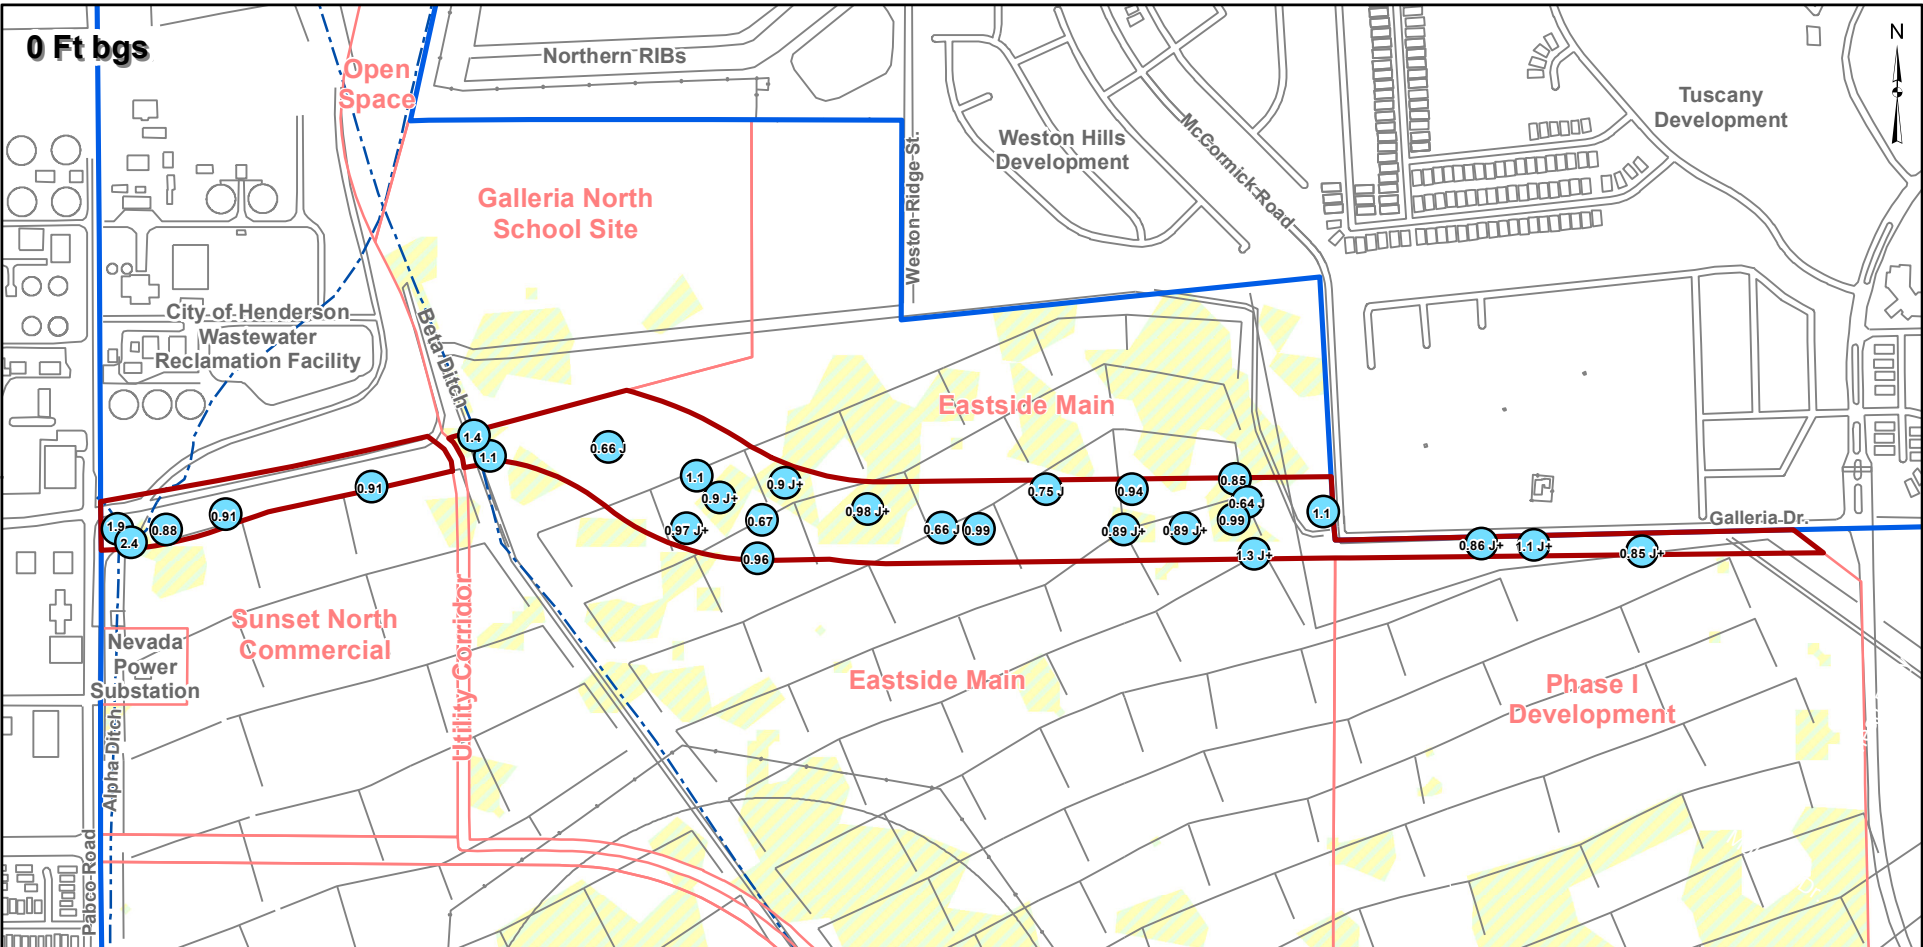 0 Ft bgs
N
Northern RIBs
Open
Space
Tuscany
Development
Weston Hills
Development
McCormick Road
Weston Ridge St.
Galleria North
School Site
City of Henderson
Wastewater
Reclamation Facility
Beta Ditch
Eastside Main
1.4
1.1
0.66 J
1.1
0.9 J+
0.9 J+
0.97 J+
0.67
0.96
0.98 J+
0.66 J
0.99
0.75 J
0.94
0.89 J+
0.89 J+
0.85
0.64 J
0.99
1.3 J+
1.1
0.86 J+
1.1 J+
0.85 J+
Galleria Dr.
0.91
0.91
0.88
1.9
2.4
Sunset North
Commercial
Nevada
Power
Substation
Utility Corridor
Eastside Main
Phase I
Development
Alpha Ditch
Pabco Road